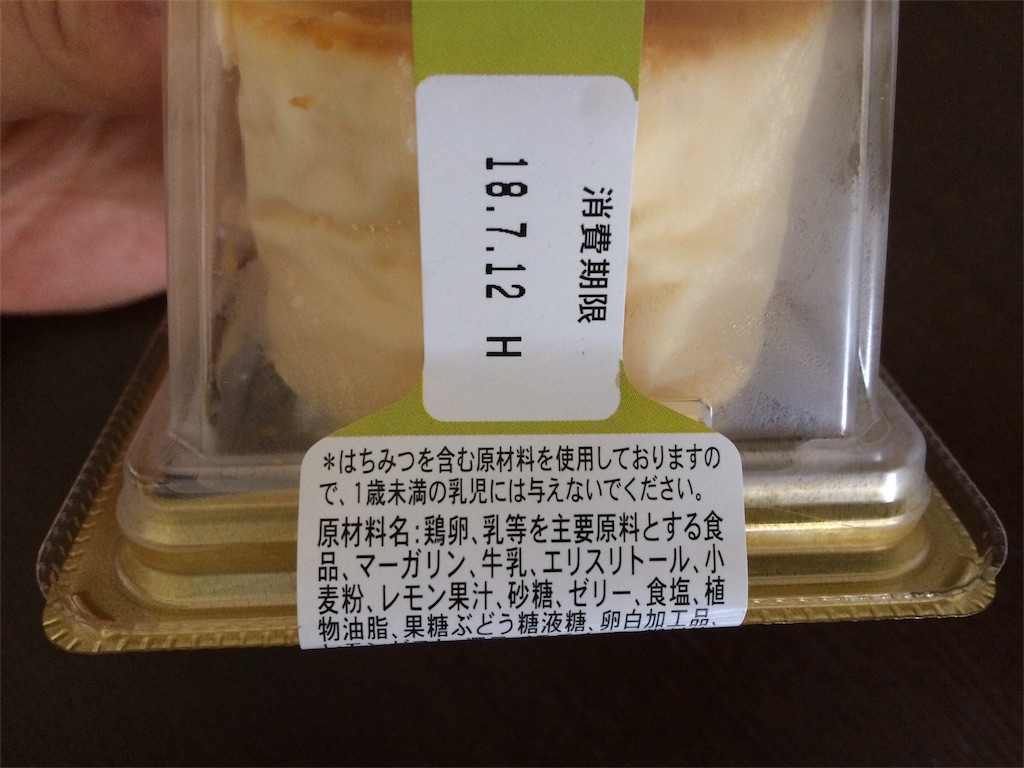 消費期限
18.7.12 H
＊はちみつを含む原材料を使用しておりますの
で、1歳未満の乳児には与えないでください。
原材料名：鶏卵、乳等を主要原料とする食
品、マーガリン、牛乳、エリスリトール、小
麦粉、レモン果汁、砂糖、ゼリー、食塩、植
物油脂、果糖ぶどう糖液糖、卵白加工品、